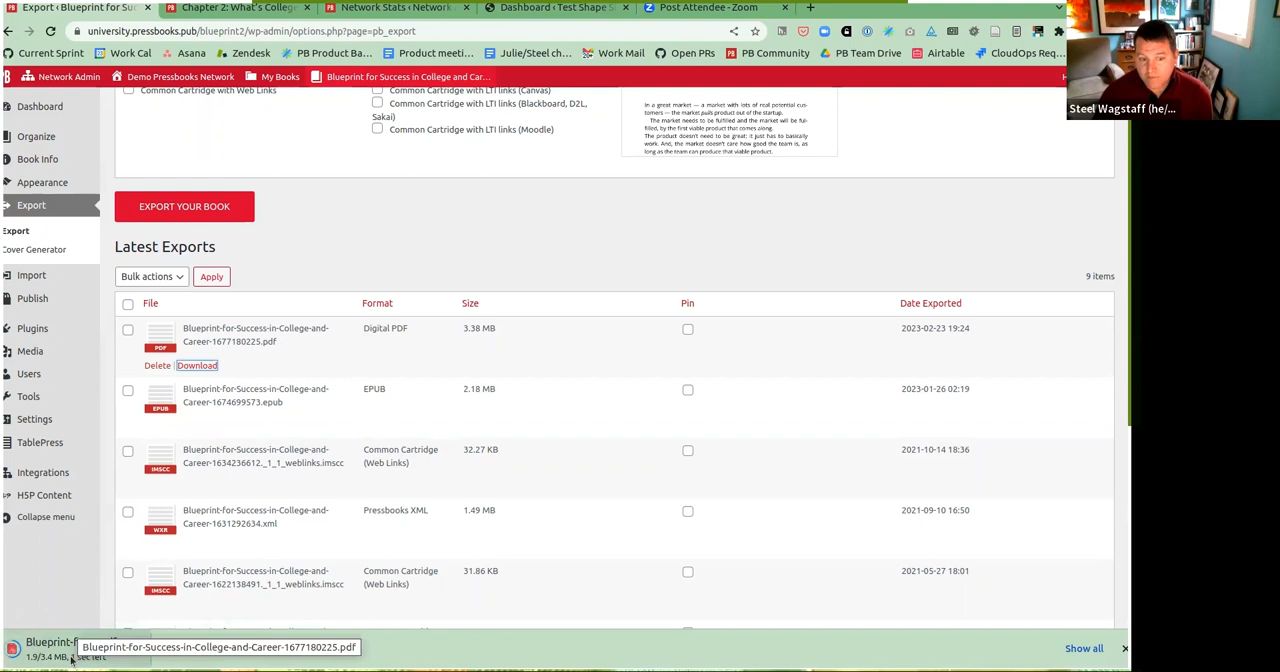 Export ‹ Blueprint for Suc
Chapter 2: What's College
Network Stats ‹ Network A
Dashboard ‹ Test Shape S
Post Attendee - Zoom
university.pressbooks.pub/blueprint2/wp-admin/options.php?page=pb_export
Current Sprint
Work Cal
Asana
Zendesk
PB Product Ba...
Product meeti...
Julie/Steel ch...
Work Mail
Open PRs
PB Community
PB Team Drive
Airtable
CloudOps Req...
Network Admin
Demo Pressbooks Network
My Books
Blueprint for Success in College and Car...
Steel Wagstaff (he/...
Dashboard
Organize
Book Info
Appearance
Export
Export
Cover Generator
Import
Publish
Plugins
Media
Users
Tools
Settings
TablePress
Integrations
H5P Content
Collapse menu
Common Cartridge with Web Links
Common Cartridge with LTI links (Canvas)
Common Cartridge with LTI links (Blackboard, D2L,
Sakai)
Common Cartridge with LTI links (Moodle)
In a great market — a market with lots of real potential cus-
tomers — the market pulls product out of the startup.
The market needs to be fulfilled and the market will be ful-
filled, by the first viable product that comes along.
The product doesn't need to be great; it just has to basically
work. And, the market doesn't care how good the team is, as
long as the team can produce that viable product.
EXPORT YOUR BOOK
Latest Exports
Bulk actions
Apply
9 items
File Format Size Pin Date Exported
PDF
Blueprint-for-Success-in-College-and-
Career-1677180225.pdf
Digital PDF
3.38 MB
2023-02-23 19:24
Delete | Download
EPUB
Blueprint-for-Success-in-College-and-
Career-1674699573.epub
EPUB
2.18 MB
2023-01-26 02:19
IMSCC
Blueprint-for-Success-in-College-and-
Career-1634236612._1_1_weblinks.imscc
Common Cartridge
(Web Links)
32.27 KB
2021-10-14 18:36
WXR
Blueprint-for-Success-in-College-and-
Career-1631292634.xml
Pressbooks XML
1.49 MB
2021-09-10 16:50
IMSCC
Blueprint-for-Success-in-College-and-
Career-1622138491._1_1_weblinks.imscc
Common Cartridge
(Web Links)
31.86 KB
2021-05-27 18:01
Blueprint-f
Blueprint-for-Success-in-College-and-Career-1677180225.pdf
1.9/3.4 MB, 1 sec left
Show all